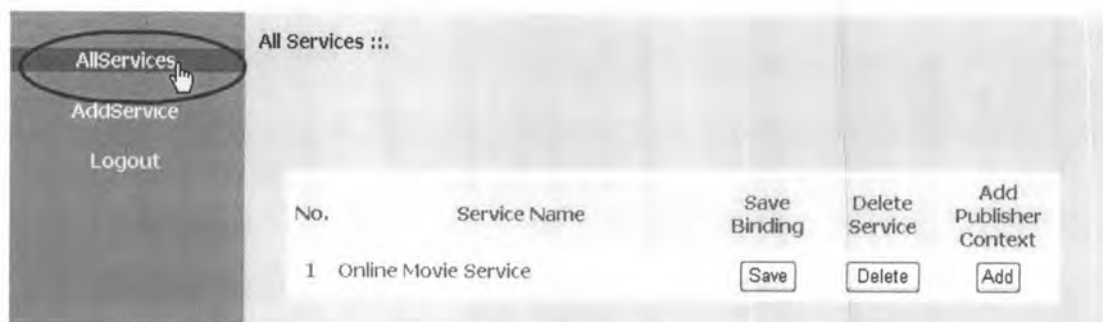 AllServices
AddService
Logout
All Services ::.
No. Service Name Save Binding Delete Service Add Publisher Context
1 Online Movie Service Save Delete Add